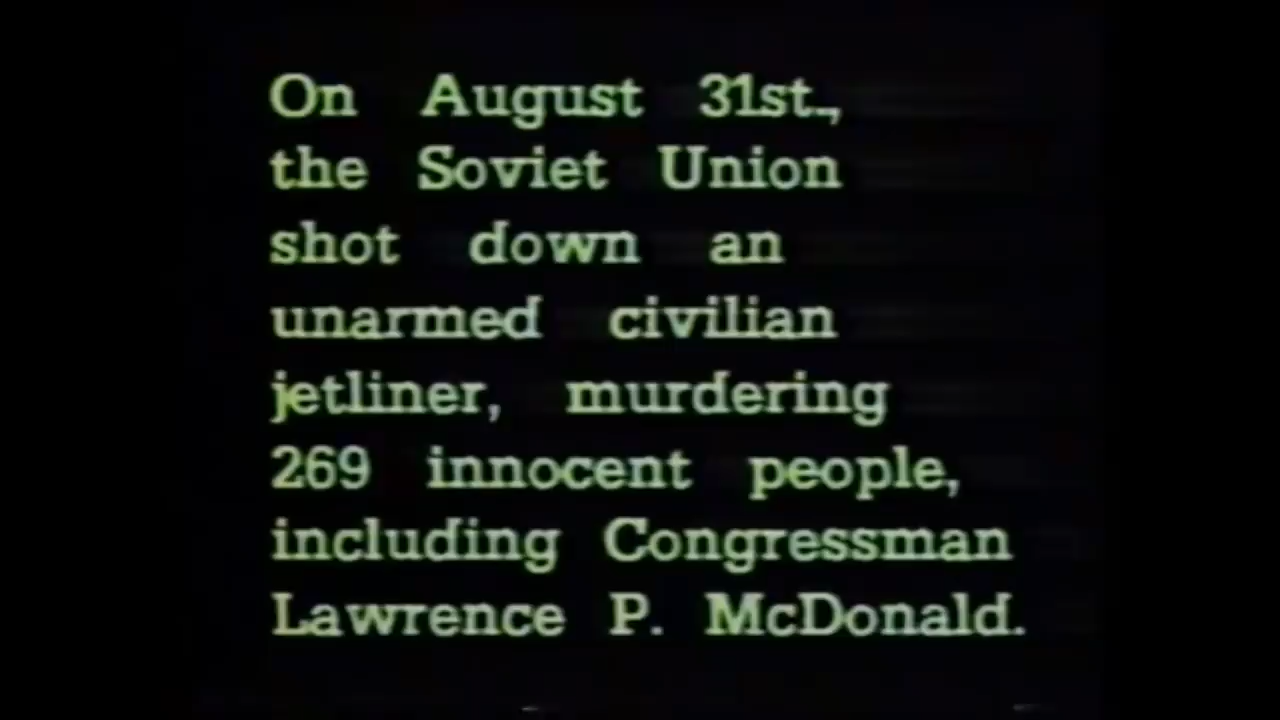 On August 31st.,
the Soviet Union
shot down an
unarmed civilian
jetliner, murdering
269 innocent people,
including Congressman
Lawrence P. McDonald.